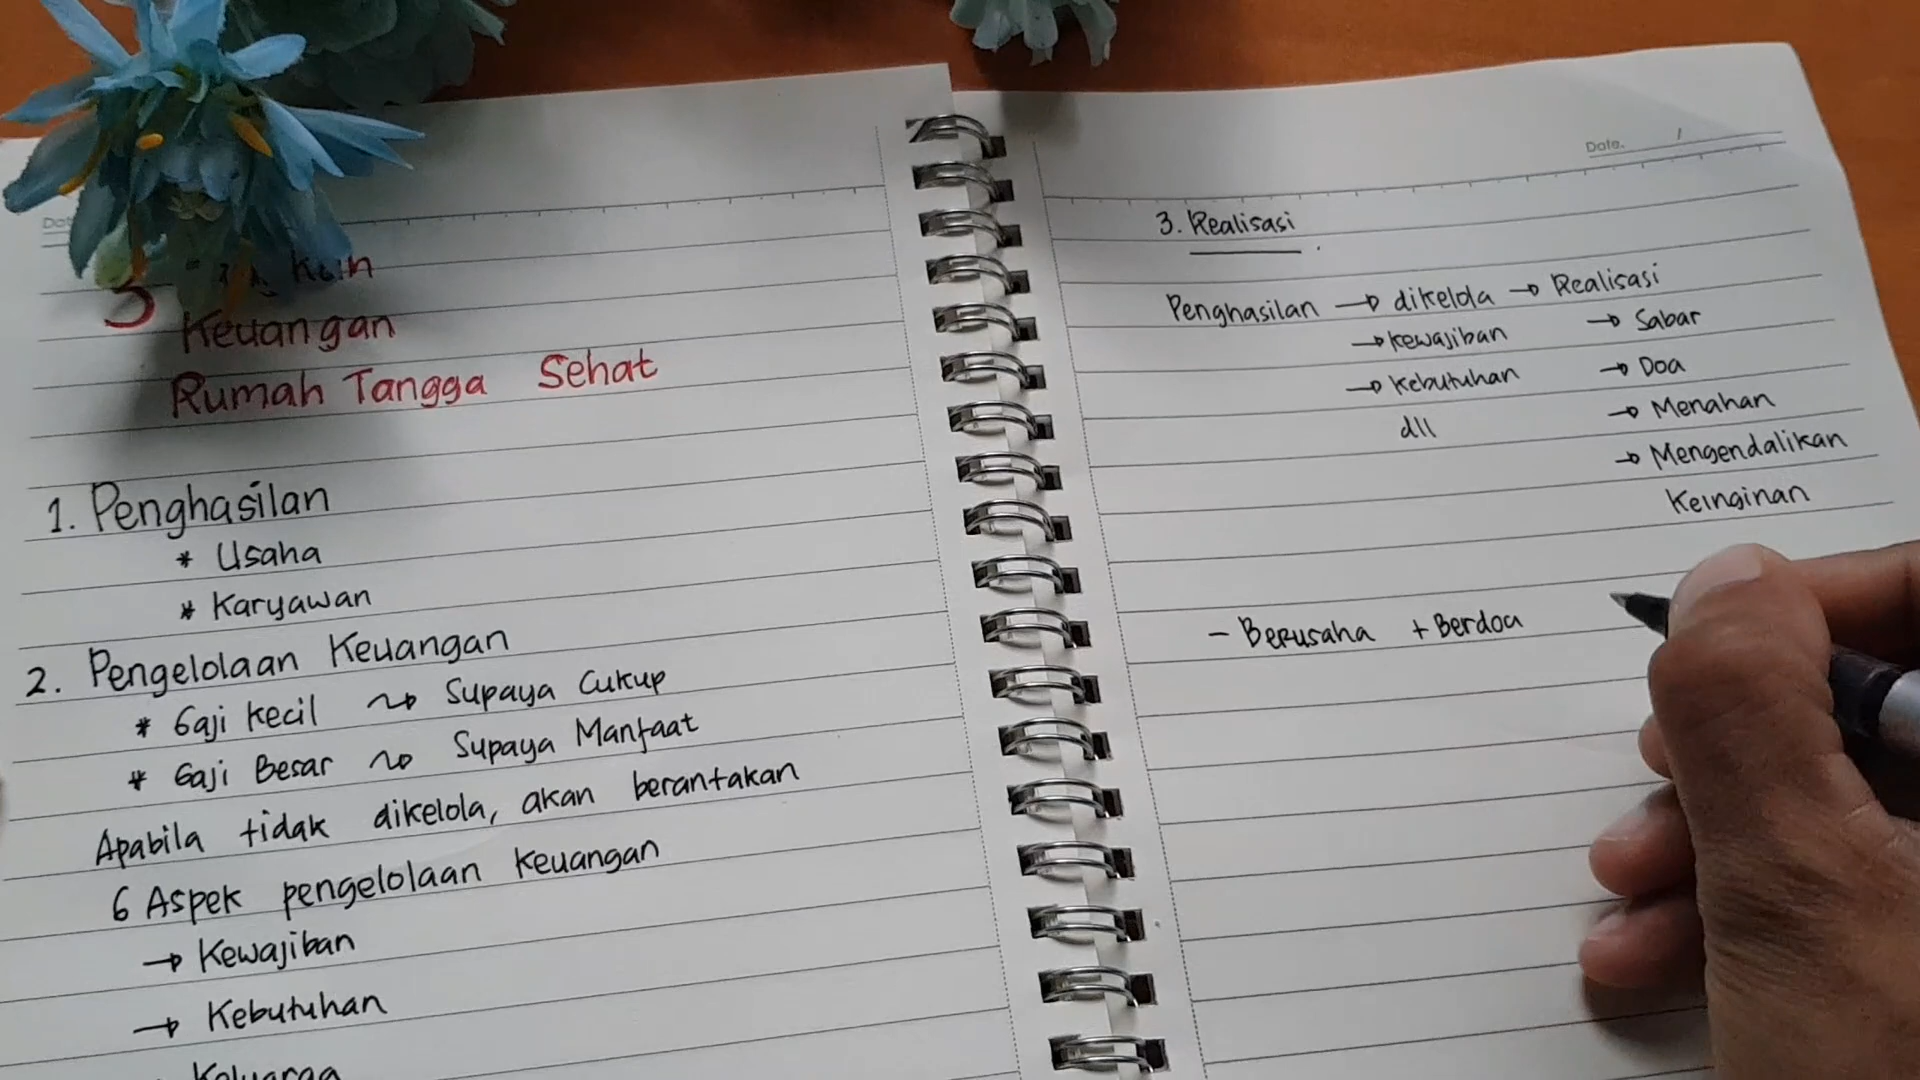 3
Keuangan
Rumah Tangga Sehat
1. Penghasilan
* Usaha
* Karyawan
2. Pengelolaan Keuangan
* Gaji Kecil ~> Supaya Cukup
* Gaji Besar ~> Supaya Manfaat
Apabila tidak dikelola, akan berantakan
6 Aspek pengelolaan keuangan
→ Kewajiban
→ Kebutuhan
Keluarga
Date. /
3. Realisasi
Penghasilan → dikelola → Realisasi
→ kewajiban → Sabar
→ kebutuhan → Doa
dll → Menahan
→ Mengendalikan
Keinginan
- Berusaha + Berdoa